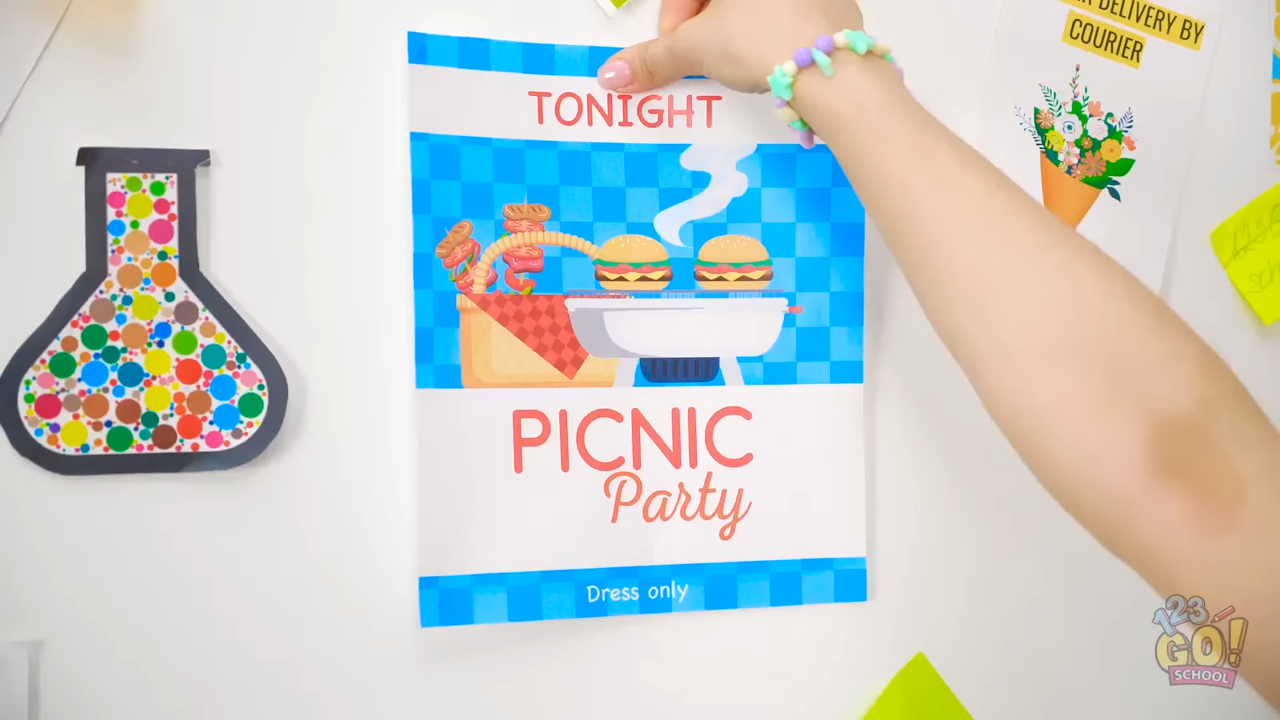 TONIGHT
PICNIC
Party
Dress only
DELIVERY BY
COURIER
123
GO!
SCHOOL